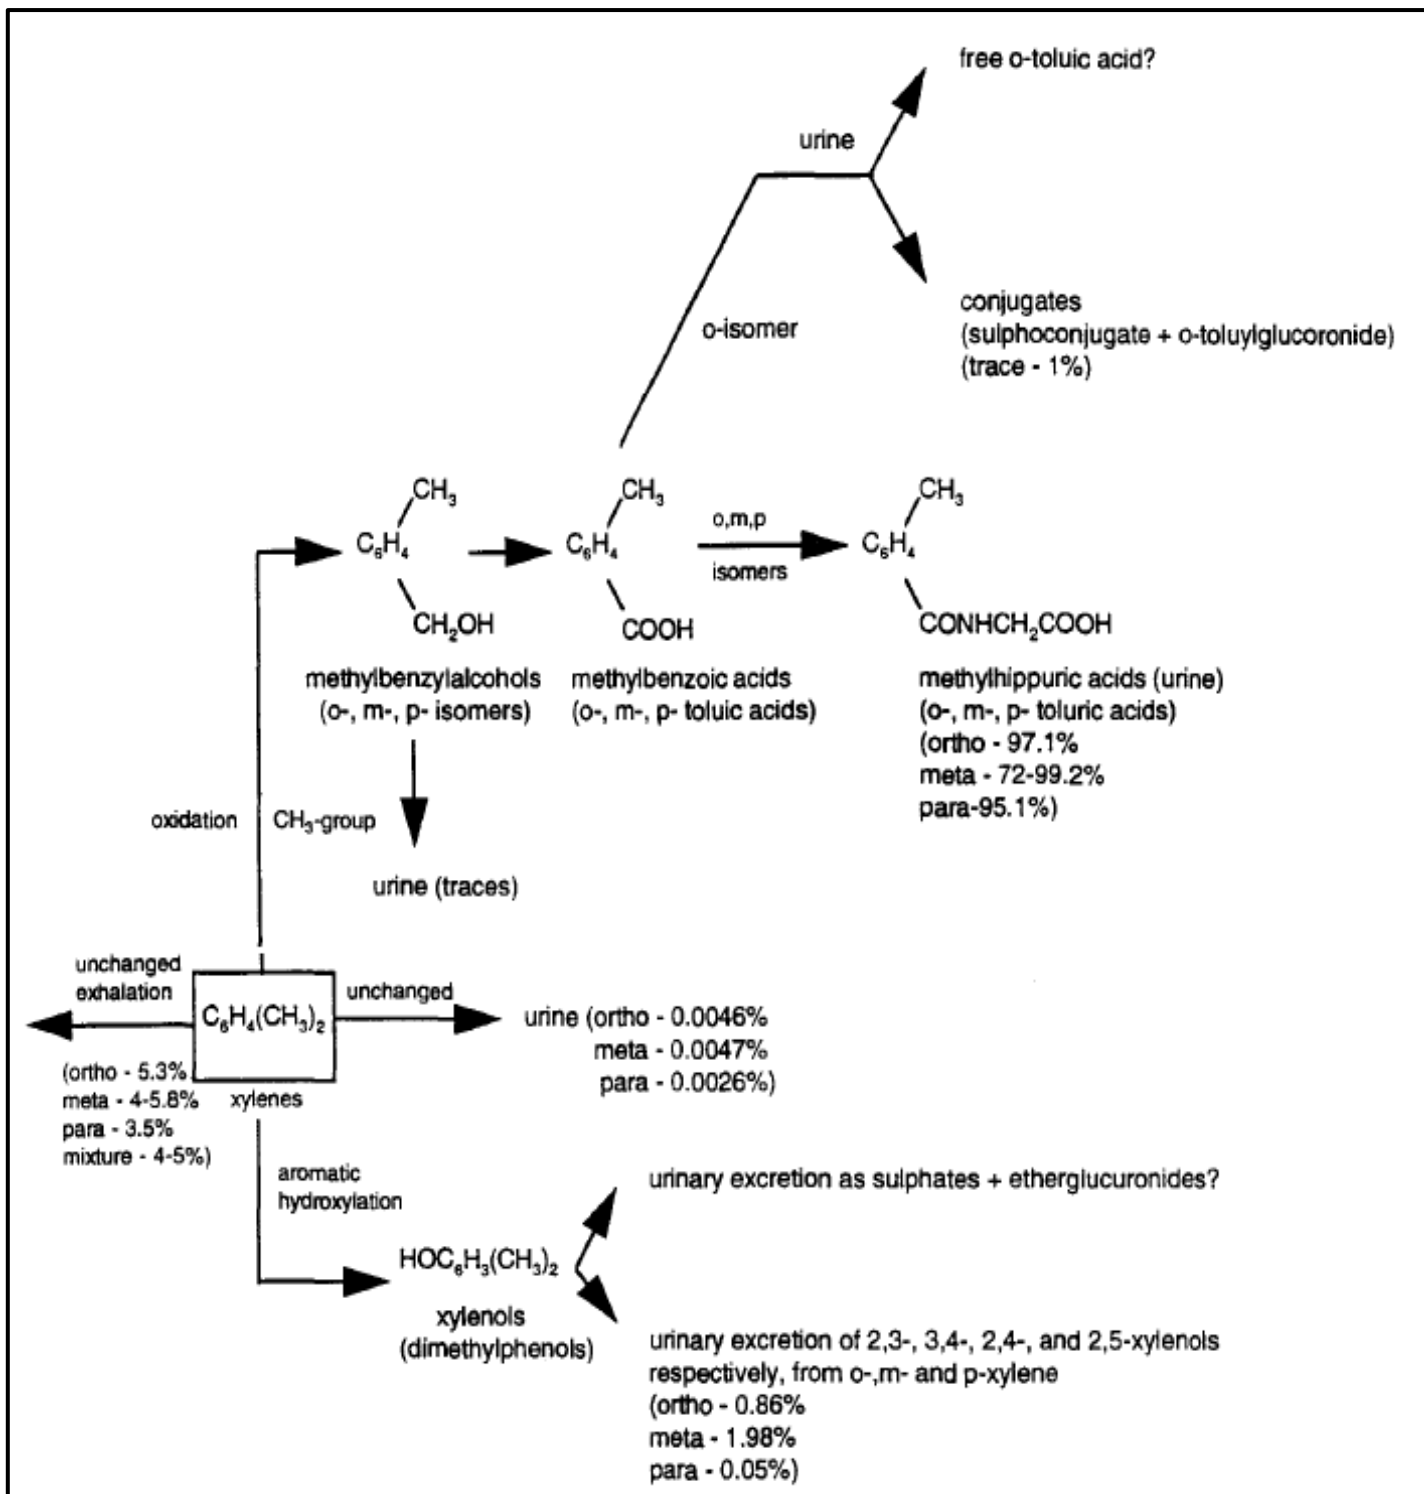 free o-toluic acid?
urine
conjugates
(sulphoconjugate + o-toluylglucoronide)
(trace - 1%)
o-isomer
CH₃
C₆H₄
CH₂OH
methylbenzylalcohols
(o-, m-, p- isomers)
CH₃
C₆H₄
COOH
methylbenzoic acids
(o-, m-, p- toluic acids)
o,m,p
isomers
CH₃
C₆H₄
CONHCH₂COOH
methylhippuric acids (urine)
(o-, m-, p- toluric acids)
(ortho - 97.1%
meta - 72-99.2%
para-95.1%)
oxidation
CH₃-group
urine (traces)
unchanged
exhalation
C₆H₄(CH₃)₂
unchanged
urine (ortho - 0.0046%
meta - 0.0047%
para - 0.0026%)
(ortho - 5.3%
meta - 4-5.8%
para - 3.5%
mixture - 4-5%)
xylenes
aromatic
hydroxylation
urinary excretion as sulphates + etherglucuronides?
HOC₆H₃(CH₃)₂
xylenols
(dimethylphenols)
urinary excretion of 2,3-, 3,4-, 2,4-, and 2,5-xylenols
respectively, from o-,m- and p-xylene
(ortho - 0.86%
meta - 1.98%
para - 0.05%)